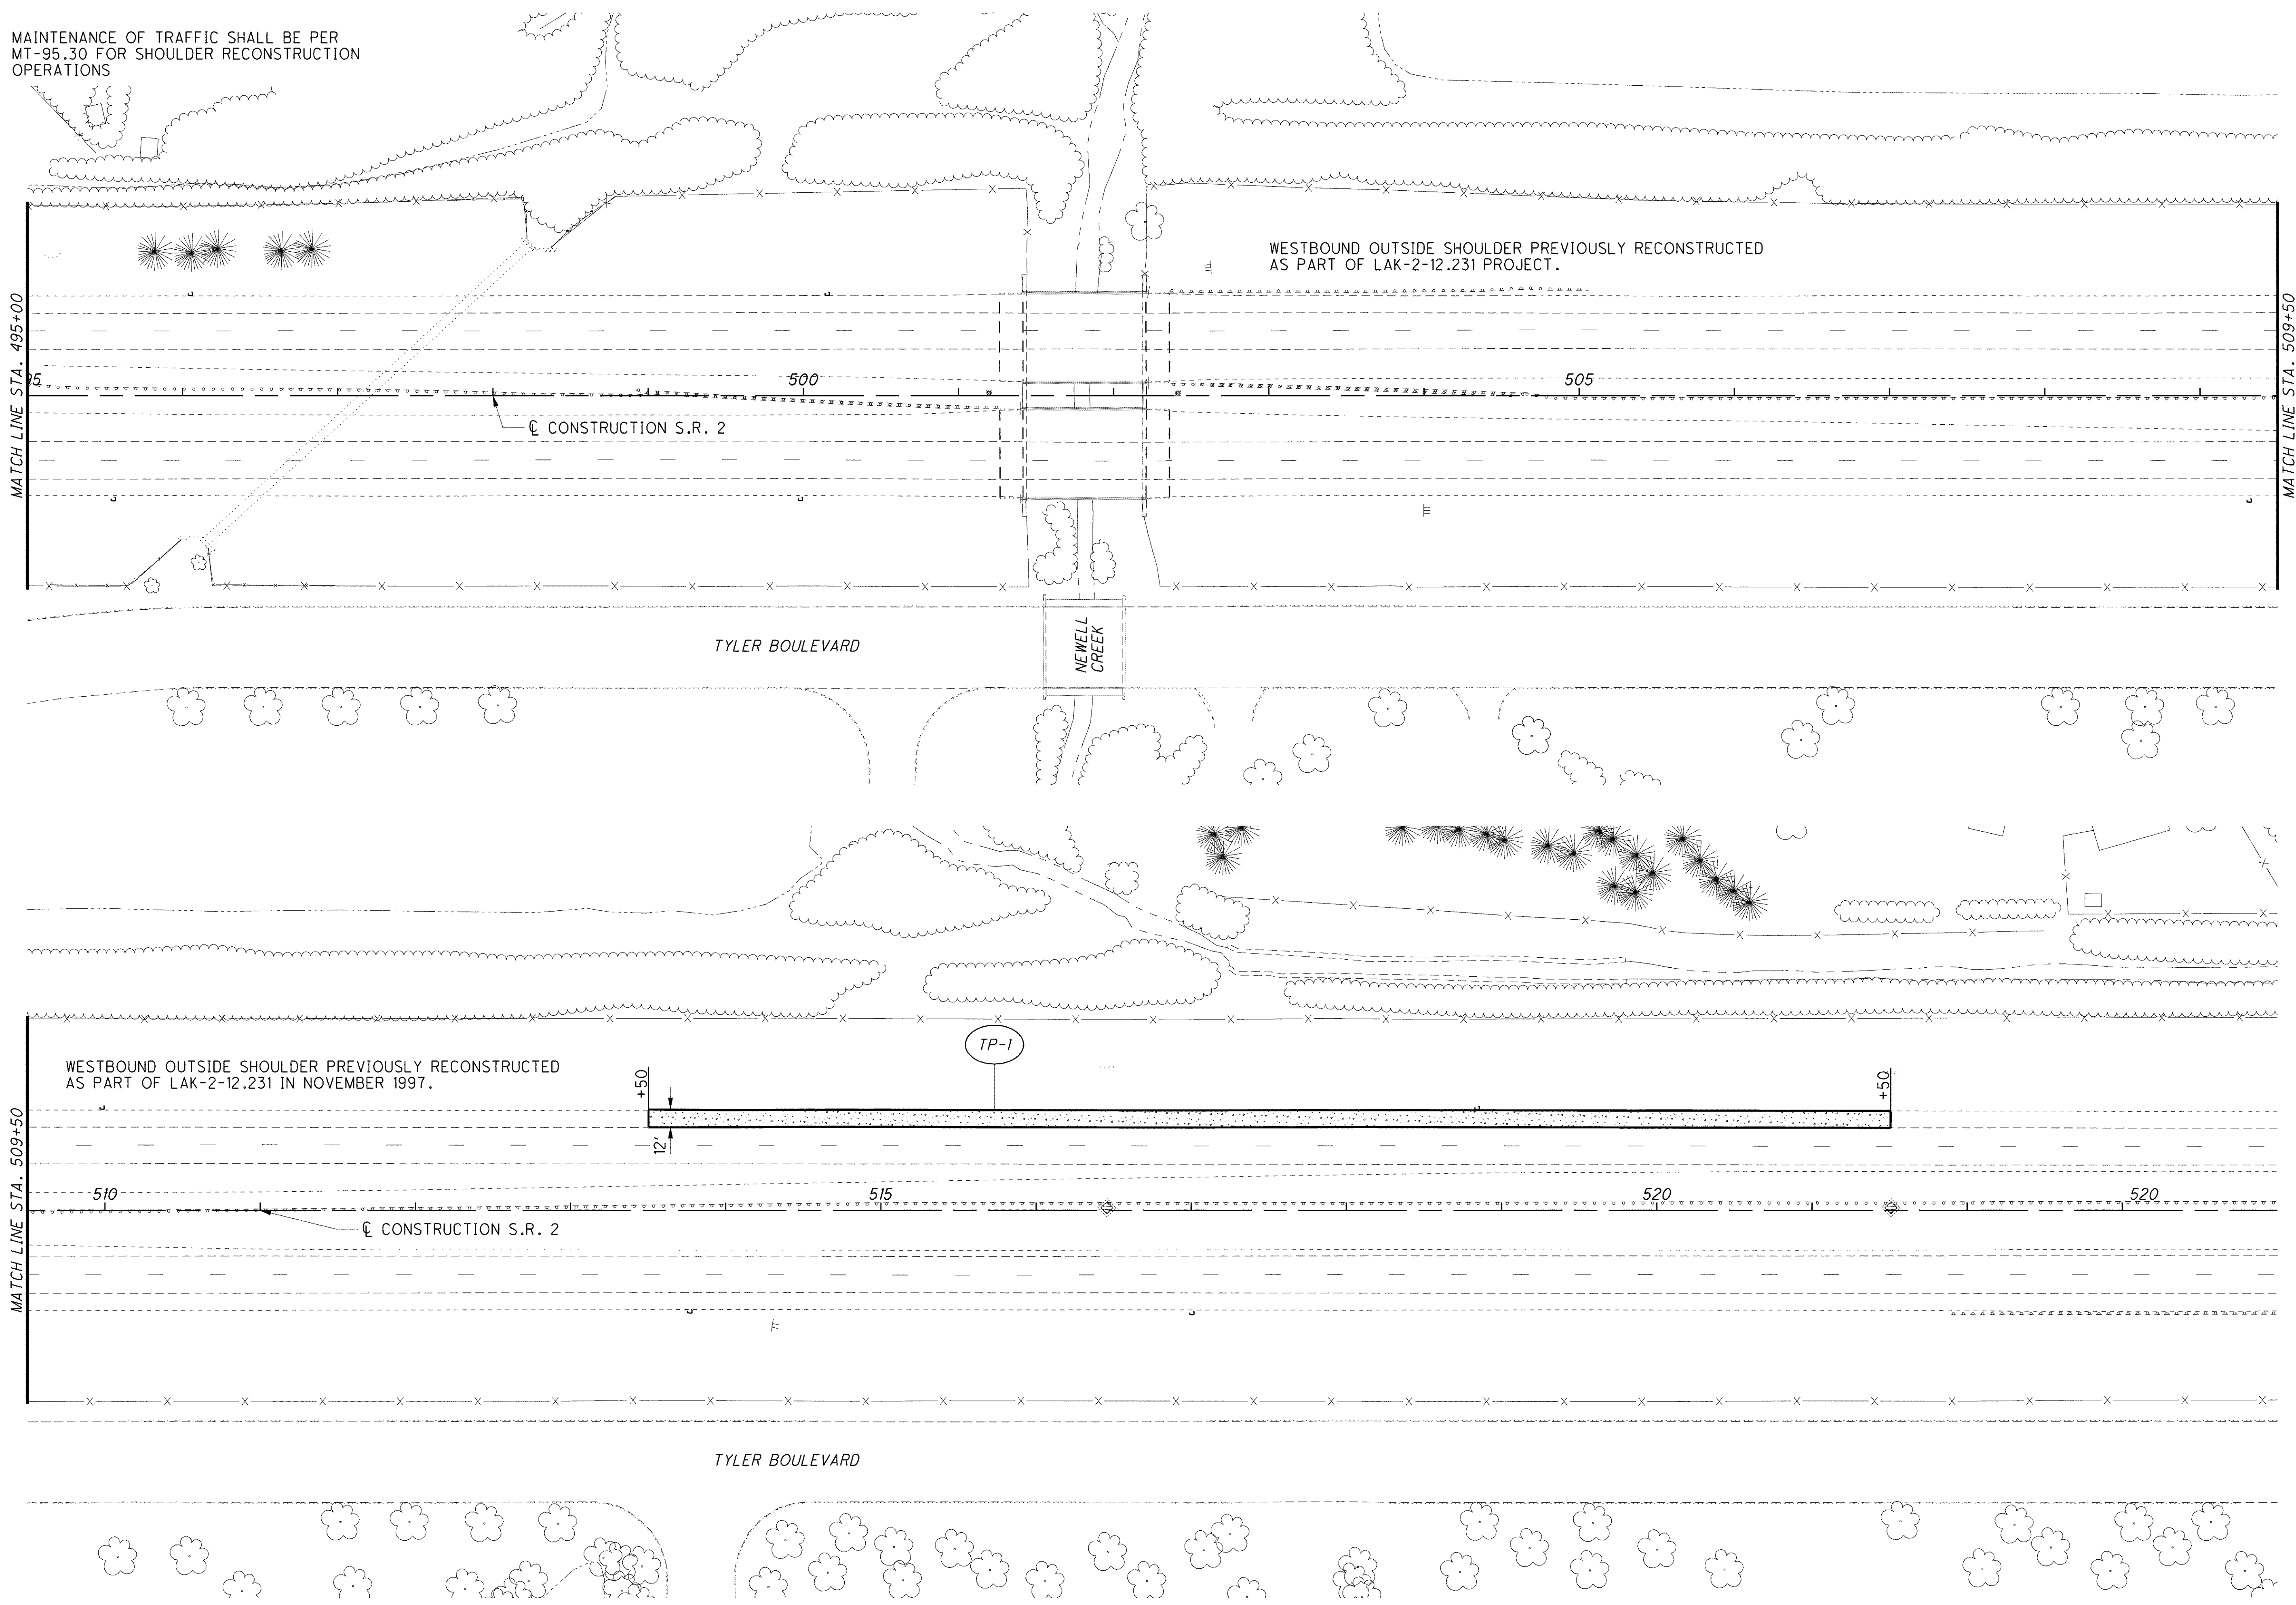 MAINTENANCE OF TRAFFIC SHALL BE PER
MT-95.30 FOR SHOULDER RECONSTRUCTION
OPERATIONS
WESTBOUND OUTSIDE SHOULDER PREVIOUSLY RECONSTRUCTED
AS PART OF LAK-2-12.231 PROJECT.
MATCH LINE STA. 495+00
MATCH LINE STA. 509+50
95
500
505
℄ CONSTRUCTION S.R. 2
TYLER BOULEVARD
NEWELL
CREEK
TP-1
WESTBOUND OUTSIDE SHOULDER PREVIOUSLY RECONSTRUCTED
AS PART OF LAK-2-12.231 IN NOVEMBER 1997.
+50
+50
12'
MATCH LINE STA. 509+50
510
515
520
520
℄ CONSTRUCTION S.R. 2
TYLER BOULEVARD